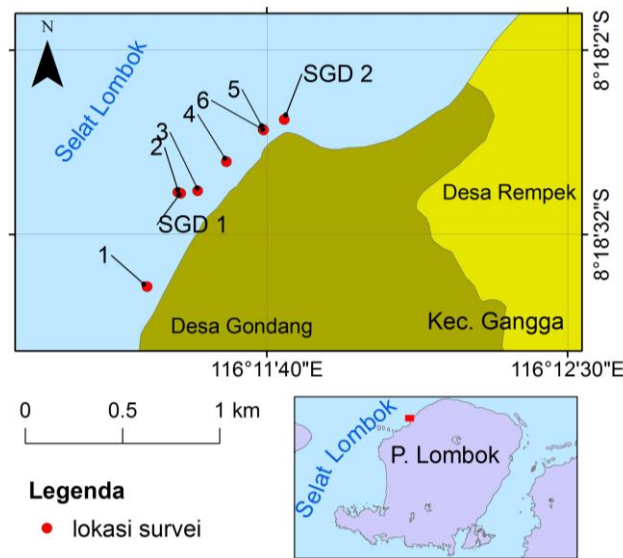 N
8°18'2"S
Selat Lombok
SGD 2
5
6
4
3
2
SGD 1
1
Desa Rempek
8°18'32"S
Desa Gondang
Kec. Gangga
116°11'40"E
116°12'30"E
0 0.5 1 km
Selat Lombok
P. Lombok
Legenda
lokasi survei